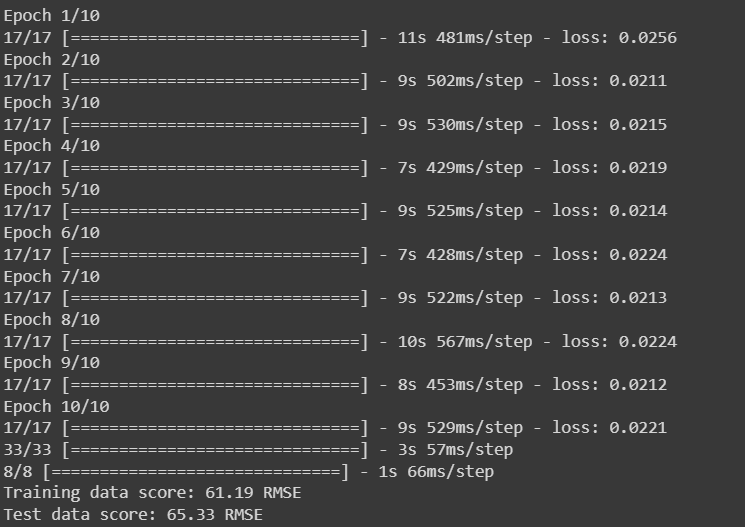 Epoch 1/10
17/17 [==============================] - 11s 481ms/step - loss: 0.0256
Epoch 2/10
17/17 [==============================] - 9s 502ms/step - loss: 0.0211
Epoch 3/10
17/17 [==============================] - 9s 530ms/step - loss: 0.0215
Epoch 4/10
17/17 [==============================] - 7s 429ms/step - loss: 0.0219
Epoch 5/10
17/17 [==============================] - 9s 525ms/step - loss: 0.0214
Epoch 6/10
17/17 [==============================] - 7s 428ms/step - loss: 0.0224
Epoch 7/10
17/17 [==============================] - 9s 522ms/step - loss: 0.0213
Epoch 8/10
17/17 [==============================] - 10s 567ms/step - loss: 0.0224
Epoch 9/10
17/17 [==============================] - 8s 453ms/step - loss: 0.0212
Epoch 10/10
17/17 [==============================] - 9s 529ms/step - loss: 0.0221
33/33 [==============================] - 3s 57ms/step
8/8 [==============================] - 1s 66ms/step
Training data score: 61.19 RMSE
Test data score: 65.33 RMSE